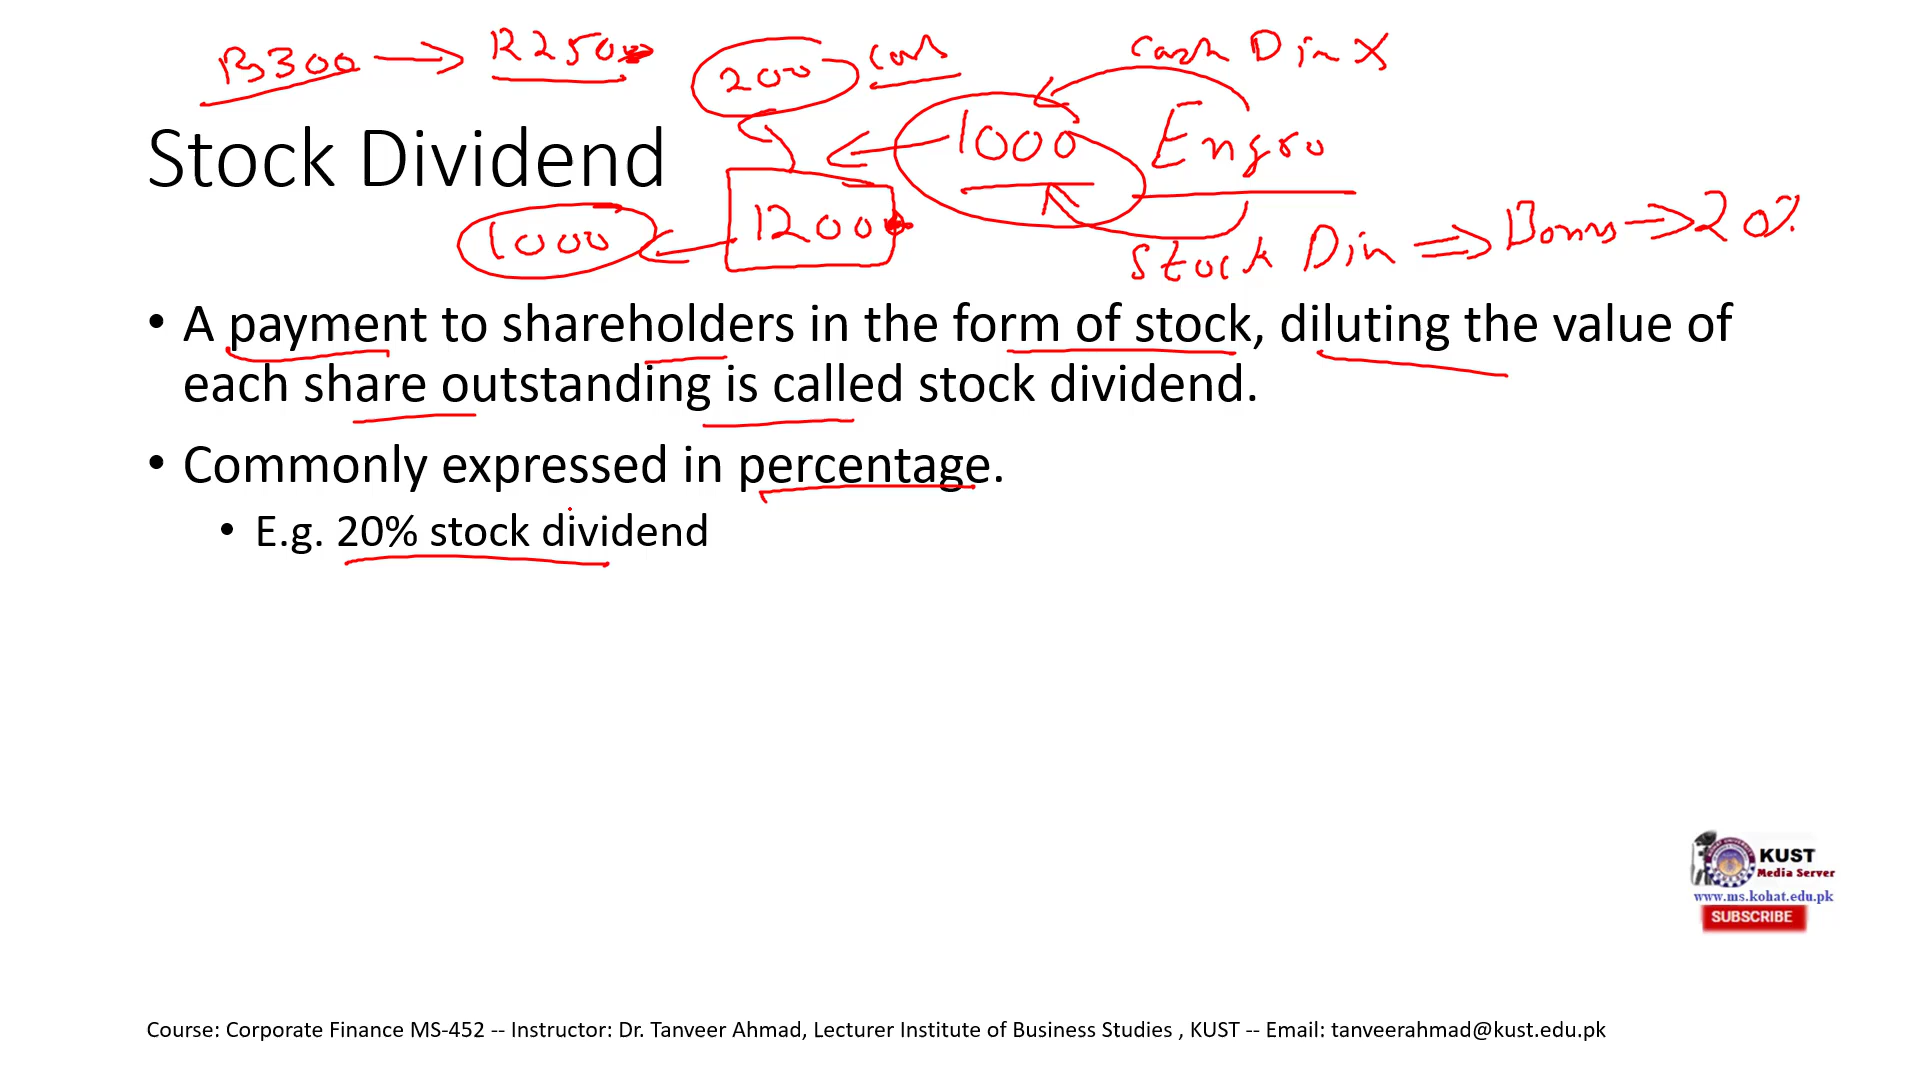 Rs300 → R250
200 cash
Cash Div X
1000 Engro
Stock Dividend
1000
1200
Stock Div ⇒ Bonus → 20%
• A payment to shareholders in the form of stock, diluting the value of
each share outstanding is called stock dividend.
• Commonly expressed in percentage.
• E.g. 20% stock dividend
KUST
Media Server
www.ms.kohat.edu.pk
SUBSCRIBE
Course: Corporate Finance MS-452 -- Instructor: Dr. Tanveer Ahmad, Lecturer Institute of Business Studies , KUST -- Email: tanveerahmad@kust.edu.pk